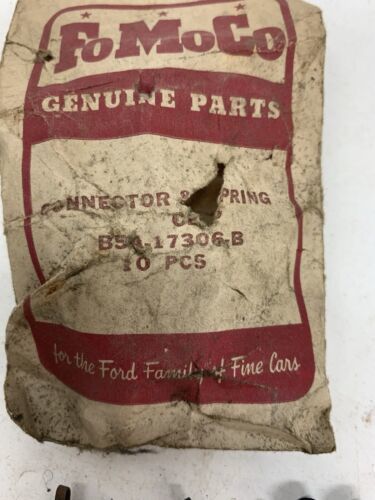 FoMoCo
GENUINE PARTS
CONNECTOR & SPRING
B5A-17306-B
10 PCS
for the Ford Family of Fine Cars